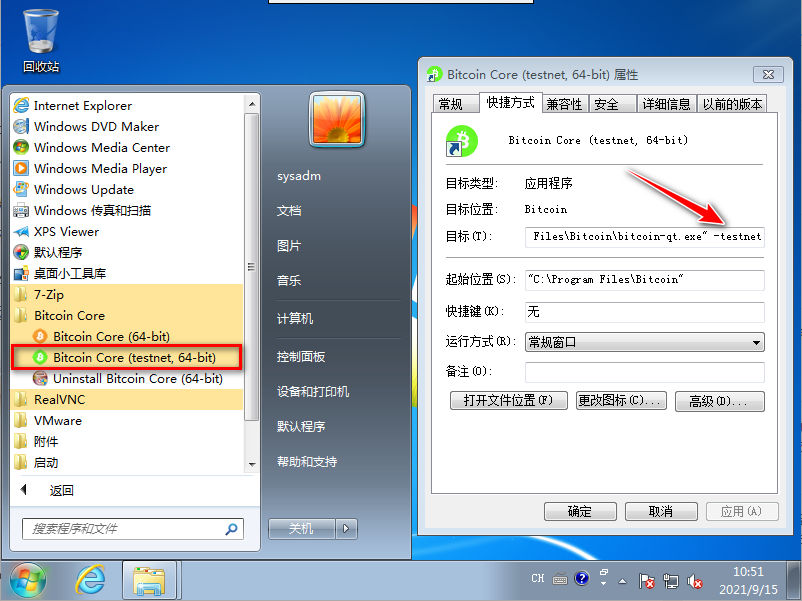 回收站
Internet Explorer
Windows DVD Maker
Windows Media Center
Windows Media Player
Windows Update
Windows 传真和扫描
XPS Viewer
默认程序
桌面小工具库
7-Zip
Bitcoin Core
Bitcoin Core (64-bit)
Bitcoin Core (testnet, 64-bit)
Uninstall Bitcoin Core (64-bit)
RealVNC
VMware
附件
启动
返回
搜索程序和文件
sysadm
文档
图片
音乐
计算机
控制面板
设备和打印机
默认程序
帮助和支持
关机
Bitcoin Core (testnet, 64-bit) 属性
常规 快捷方式 兼容性 安全 详细信息 以前的版本
Bitcoin Core (testnet, 64-bit)
目标类型: 应用程序
目标位置: Bitcoin
目标(T): Files\Bitcoin\bitcoin-qt.exe" -testnet
起始位置(S): "C:\Program Files\Bitcoin"
快捷键(K): 无
运行方式(R): 常规窗口
备注(O):
打开文件位置(F) 更改图标(C)... 高级(D)...
确定 取消 应用(A)
CH
10:51
2021/9/15